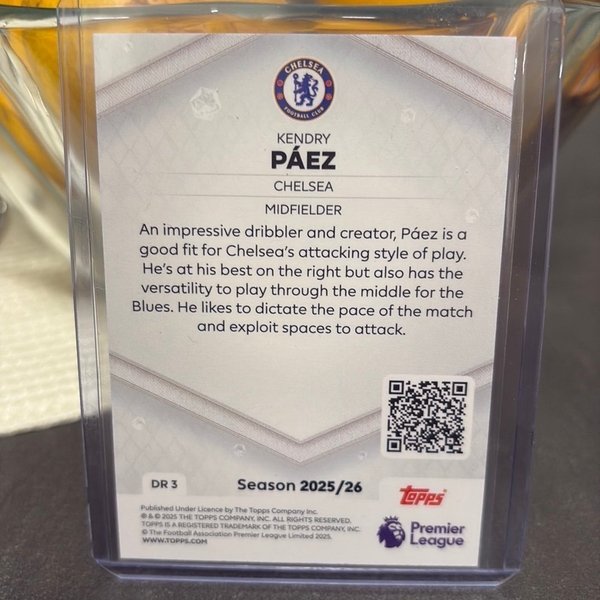 CHELSEA
FOOTBALL CLUB
KENDRY
PÁEZ
CHELSEA
MIDFIELDER
An impressive dribbler and creator, Páez is a
good fit for Chelsea's attacking style of play.
He's at his best on the right but also has the
versatility to play through the middle for the
Blues. He likes to dictate the pace of the match
and exploit spaces to attack.
DR 3
Season 2025/26
Topps
Published Under Licence by The Topps Company Inc.
® & © 2025 THE TOPPS COMPANY, INC. ALL RIGHTS RESERVED.
TOPPS IS A REGISTERED TRADEMARK OF THE TOPPS COMPANY, INC.
© The Football Association Premier League Limited 2025.
WWW.TOPPS.COM
Premier
League